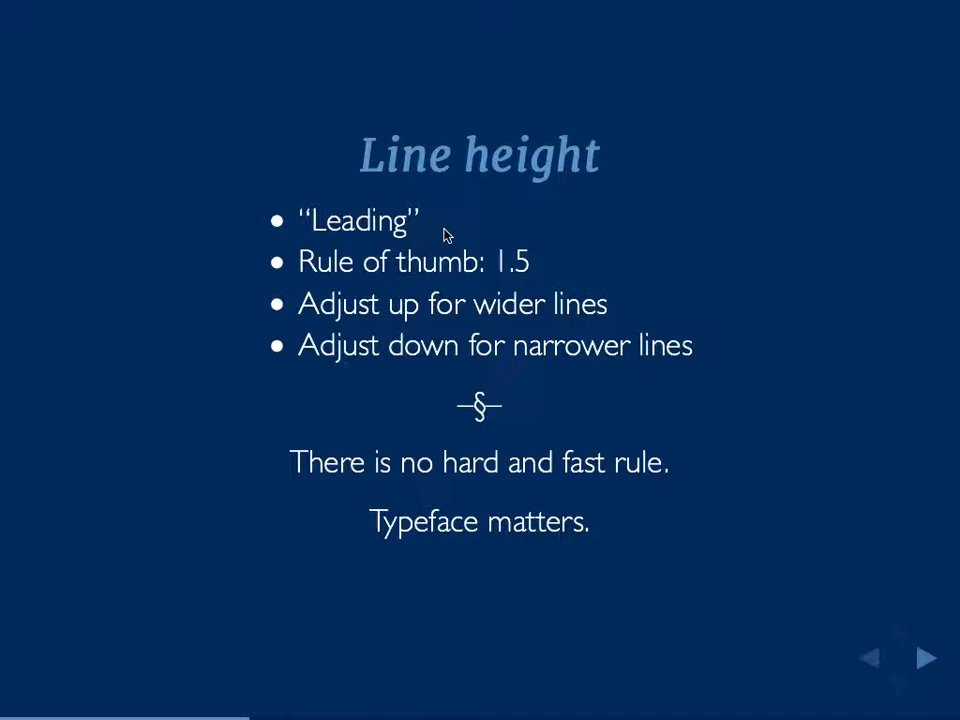 Line height
• “Leading”
• Rule of thumb: 1.5
• Adjust up for wider lines
• Adjust down for narrower lines
–§–
There is no hard and fast rule.
Typeface matters.